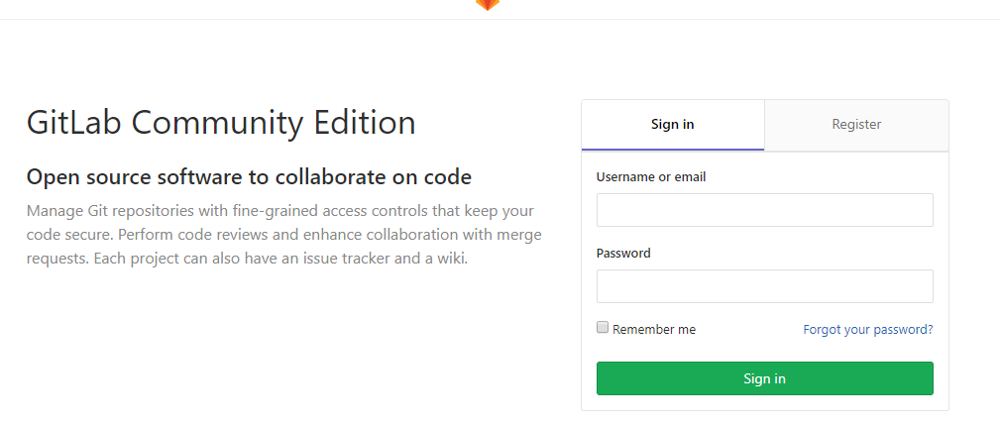 GitLab Community Edition
Open source software to collaborate on code
Manage Git repositories with fine-grained access controls that keep your
code secure. Perform code reviews and enhance collaboration with merge
requests. Each project can also have an issue tracker and a wiki.
Sign in
Register
Username or email
Password
Remember me
Forgot your password?
Sign in